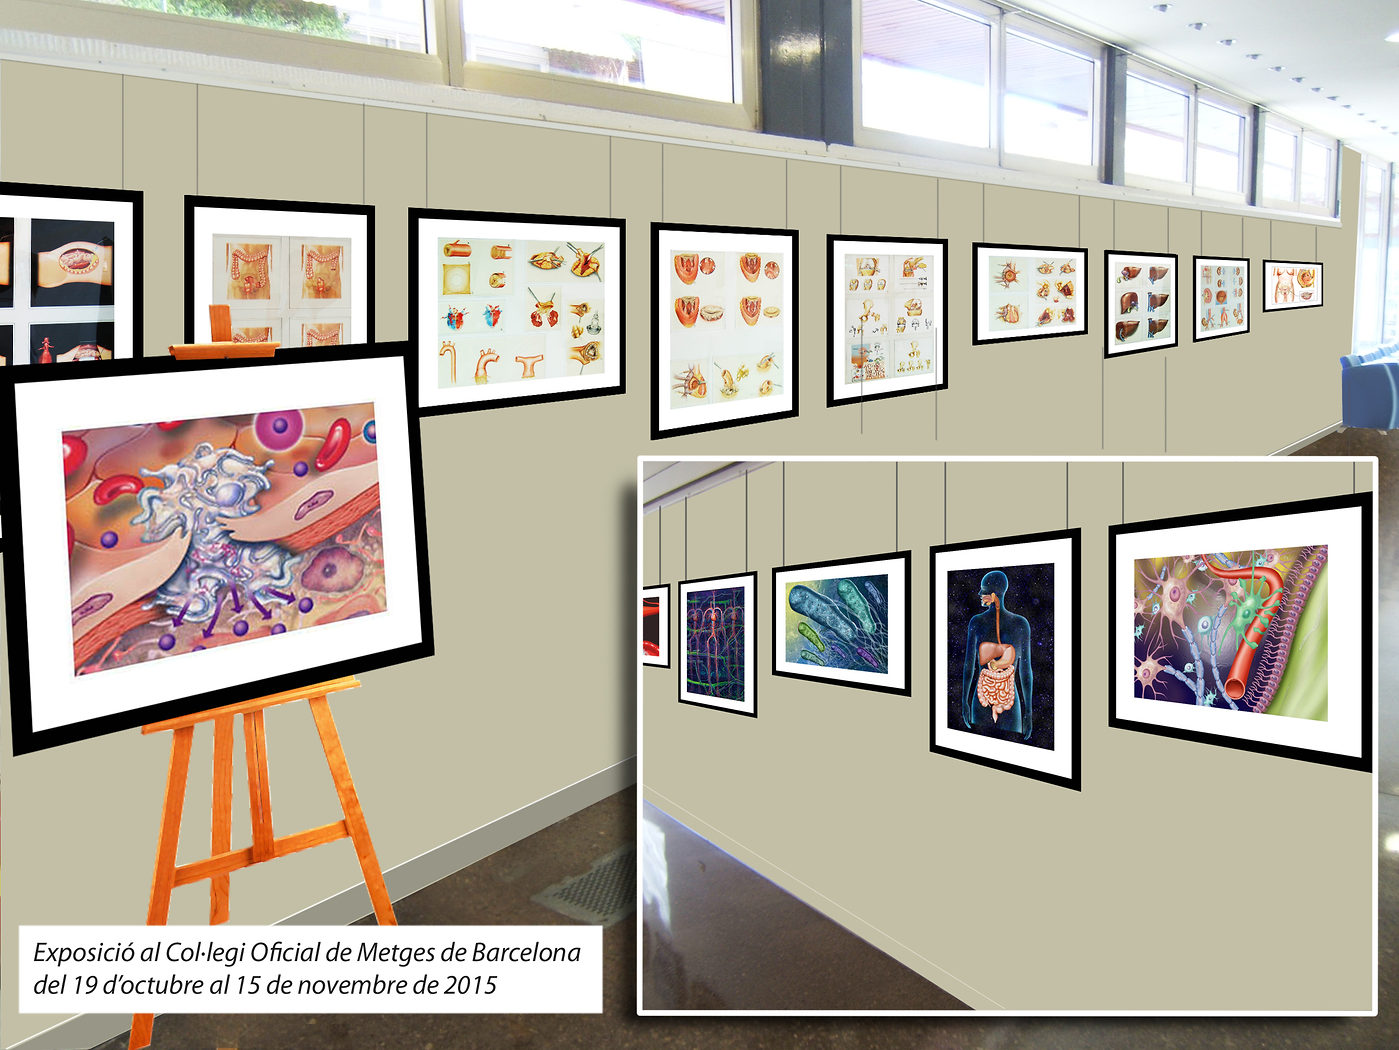 Exposició al Col·legi Oficial de Metges de Barcelona
del 19 d’octubre al 15 de novembre de 2015